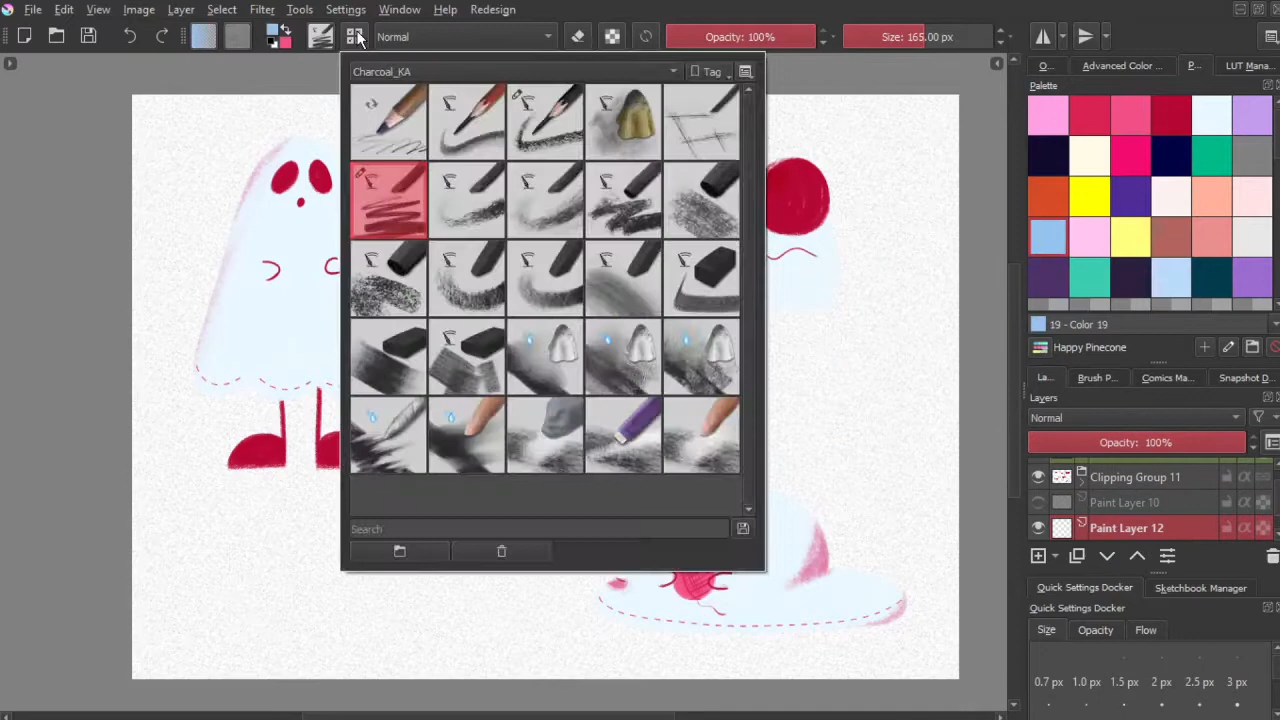 File Edit View Image Layer Select Filter Tools Settings Window Help Redesign
Normal Opacity: 100% Size: 165.00 px
Charcoal_KA Tag
O... Advanced Color ... P... LUT Mana...
Palette
19 - Color 19
Happy Pinecone
La... Brush P... Comics Ma... Snapshot D...
Layers
Normal
Opacity: 100%
Clipping Group 11
Paint Layer 10
Paint Layer 12
Search
Quick Settings Docker Sketchbook Manager
Quick Settings Docker
Size Opacity Flow
0.7 px 1.0 px 1.5 px 2 px 2.5 px 3 px